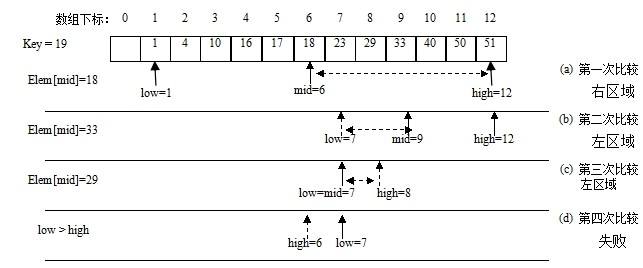 数组下标: 0 1 2 3 4 5 6 7 8 9 10 11 12
Key = 19 1 4 10 16 17 18 23 29 33 40 50 51
Elem[mid]=18 low=1 mid=6 high=12 (a) 第一次比较
右区域
Elem[mid]=33 low=7 mid=9 high=12 (b) 第二次比较
左区域
Elem[mid]=29 low=mid=7 high=8 (c) 第三次比较
左区域
low > high high=6 low=7 (d) 第四次比较
失败